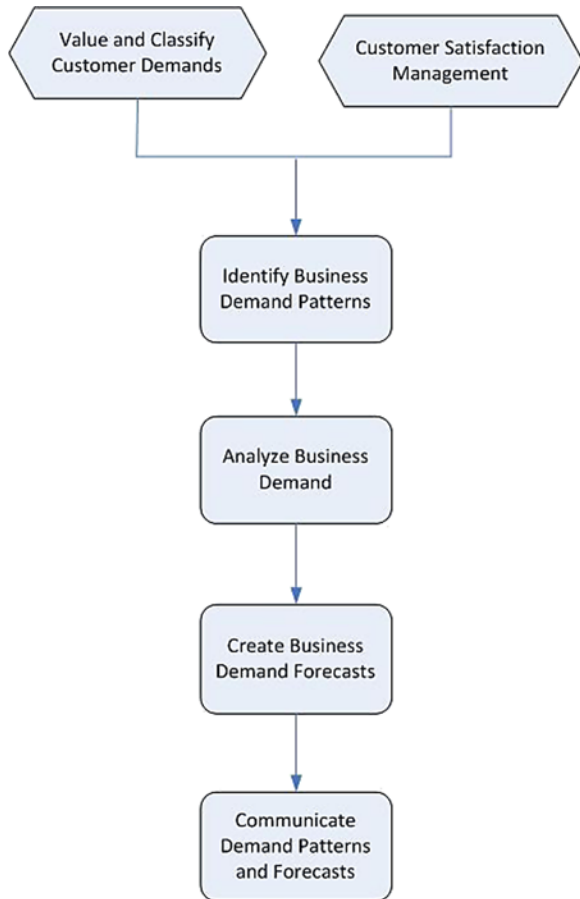 Value and Classify
Customer Demands
Customer Satisfaction
Management
Identify Business
Demand Patterns
Analyze Business
Demand
Create Business
Demand Forecasts
Communicate
Demand Patterns
and Forecasts